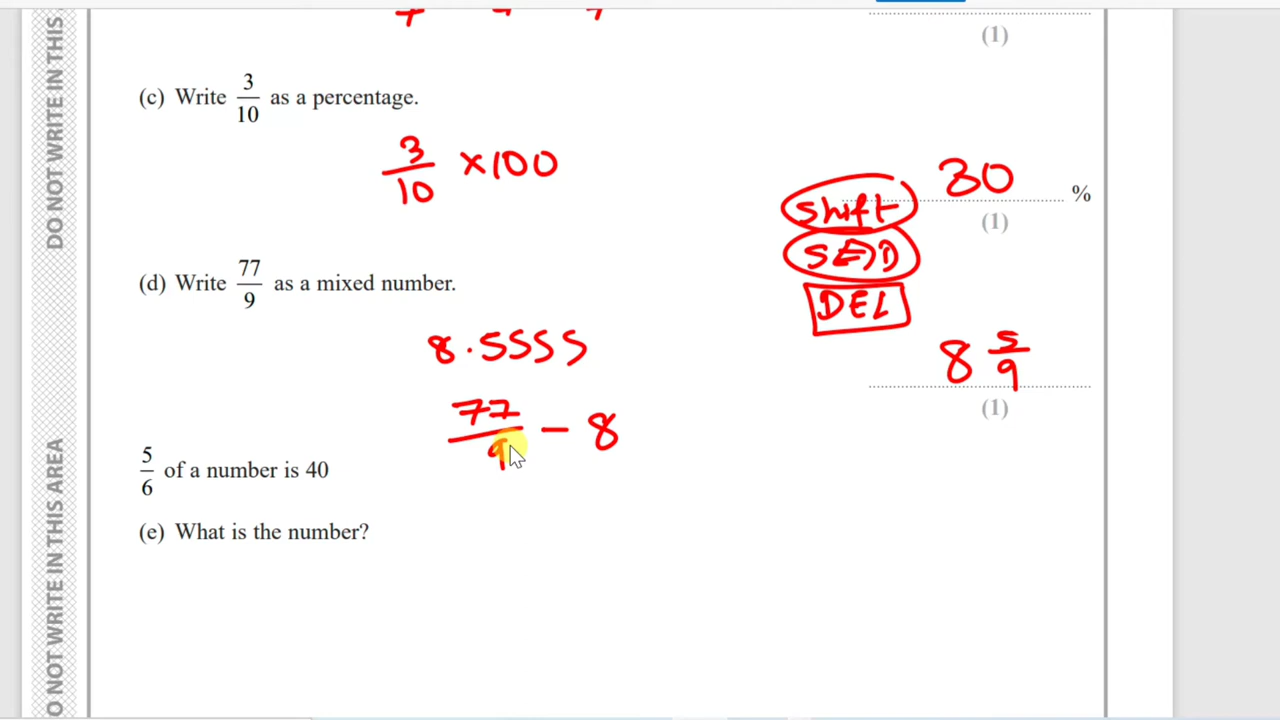 (1)
(c) Write 3/10 as a percentage.
3/10 ×100
30 %
(1)
shift
S⇔D
DEL
(d) Write 77/9 as a mixed number.
8.5555
8 5/9
(1)
77/9 − 8
5/6 of a number is 40
(e) What is the number?
DO NOT WRITE IN THIS
O NOT WRITE IN THIS AREA